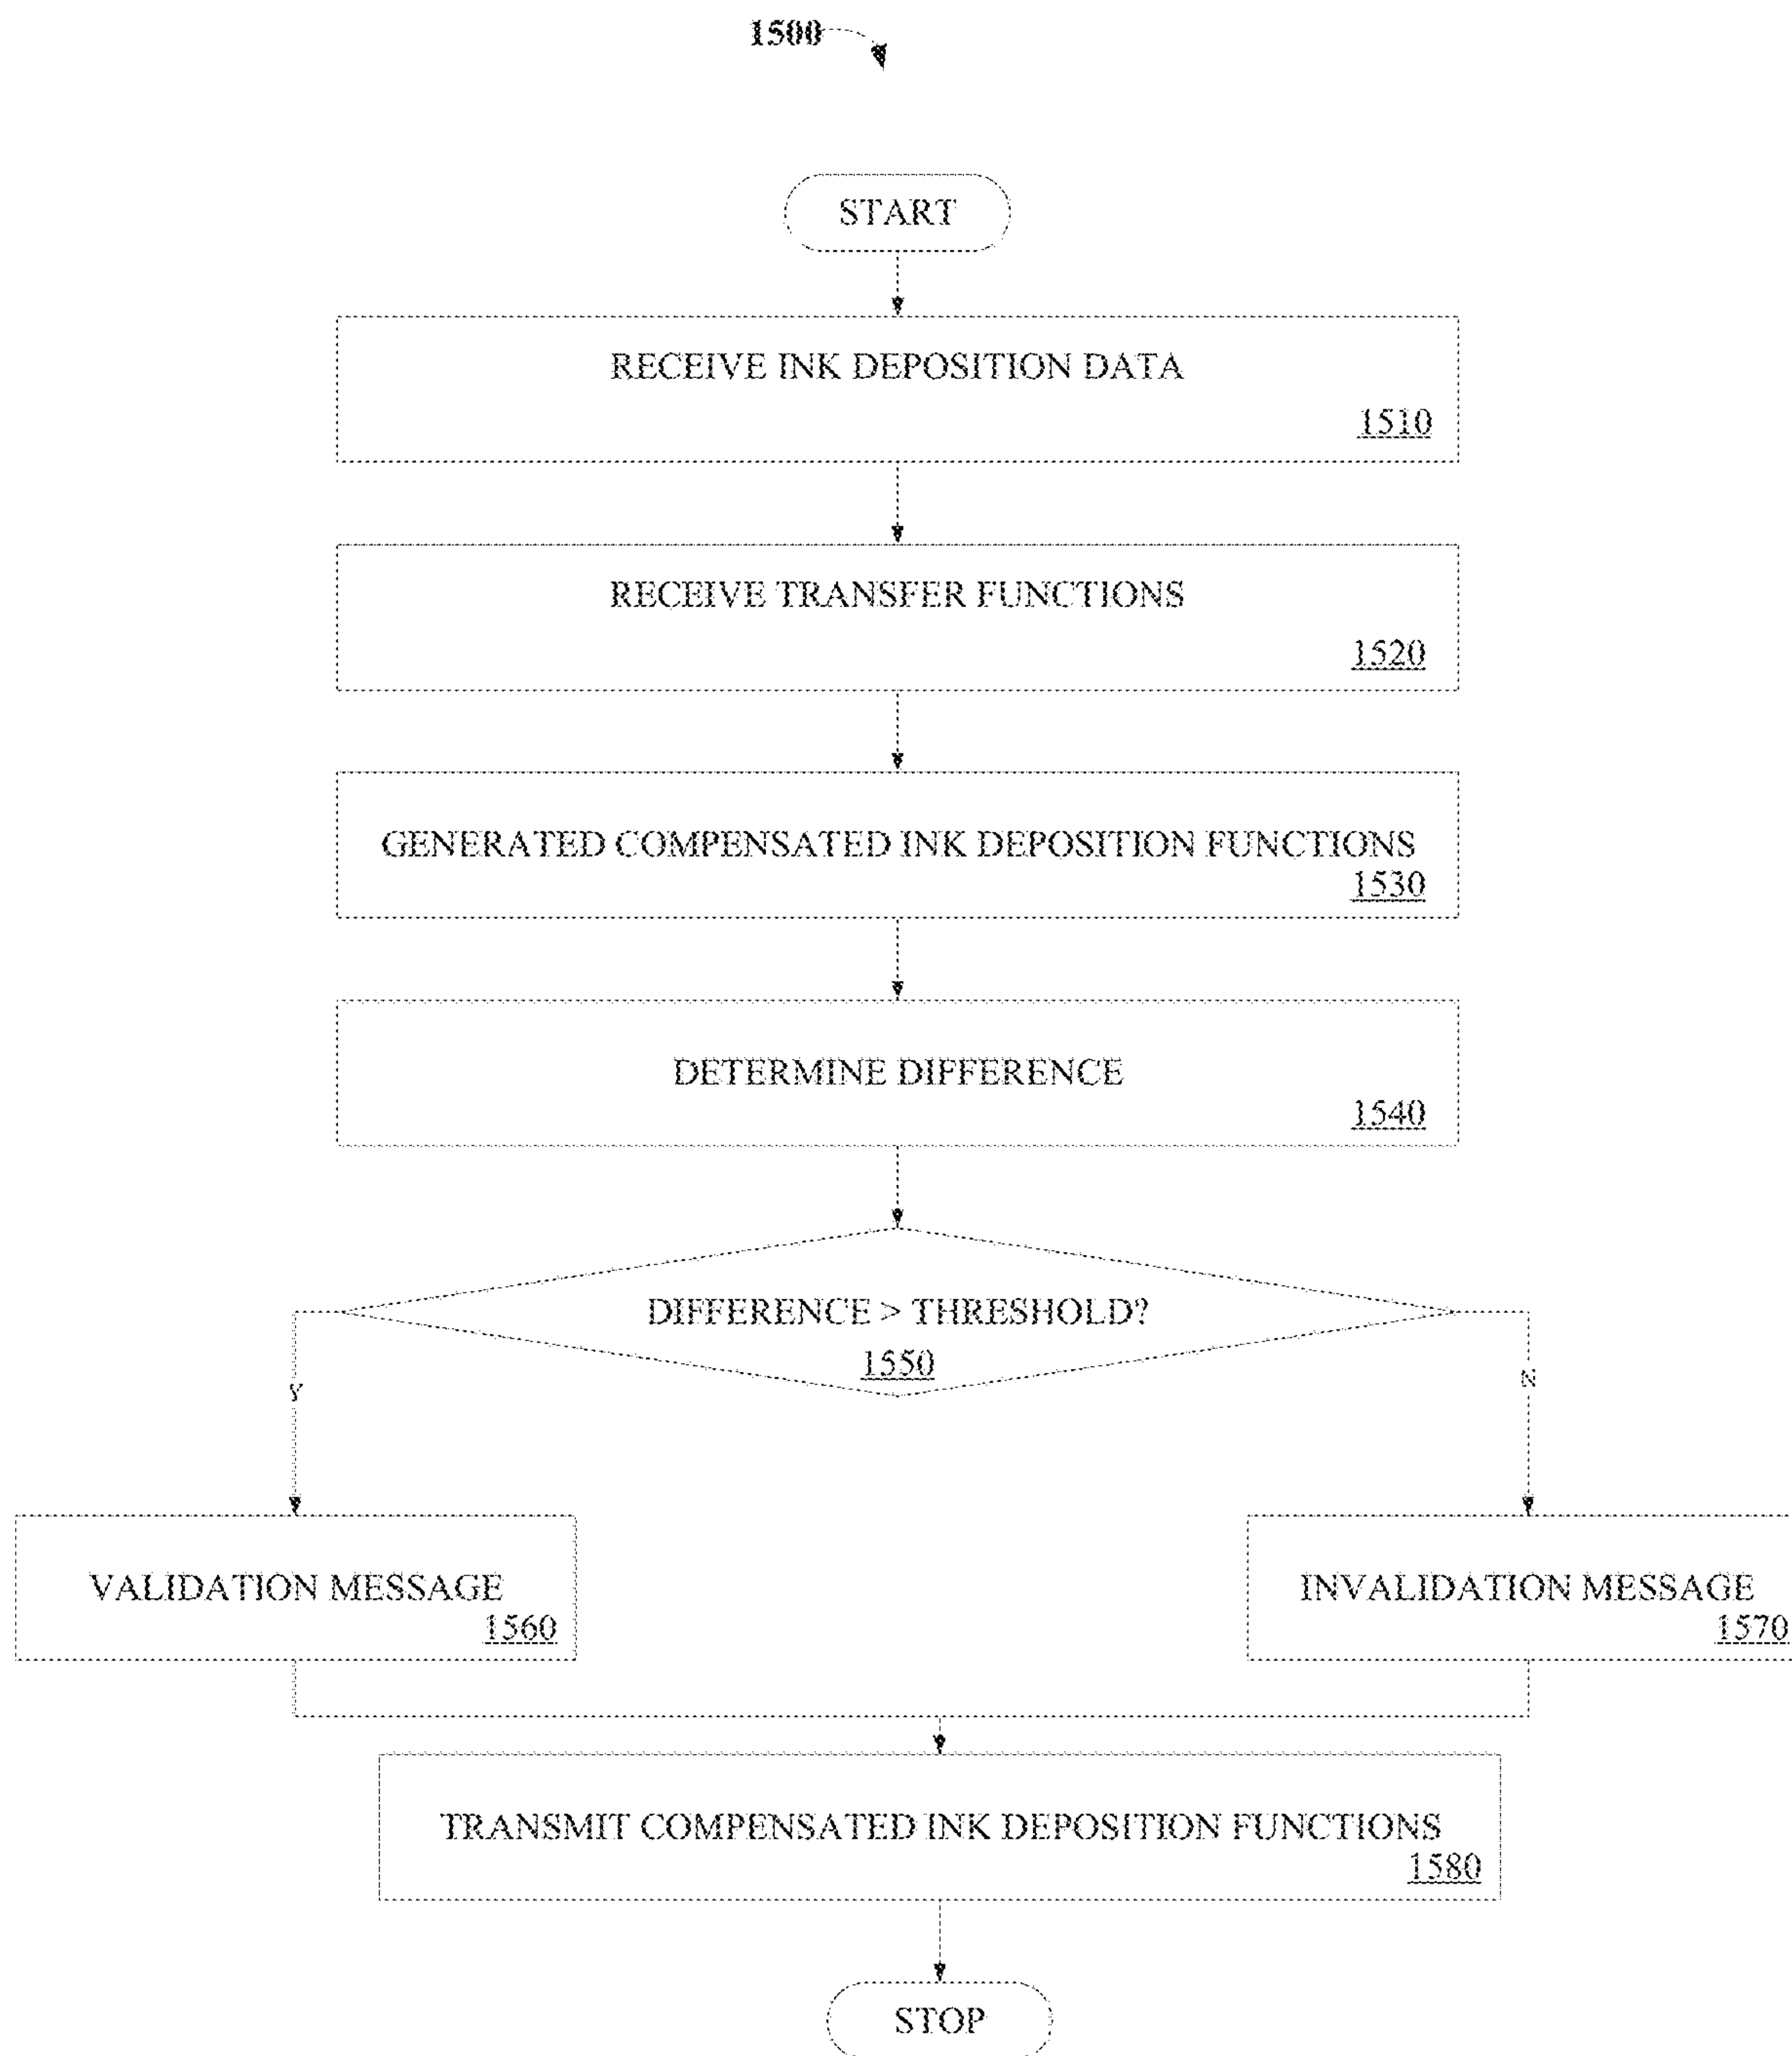 1500
START
RECEIVE INK DEPOSITION DATA
1510
RECEIVE TRANSFER FUNCTIONS
1520
GENERATED COMPENSATED INK DEPOSITION FUNCTIONS
1530
DETERMINE DIFFERENCE
1540
DIFFERENCE > THRESHOLD?
1550
Y
N
VALIDATION MESSAGE
1560
INVALIDATION MESSAGE
1570
TRANSMIT COMPENSATED INK DEPOSITION FUNCTIONS
1580
STOP